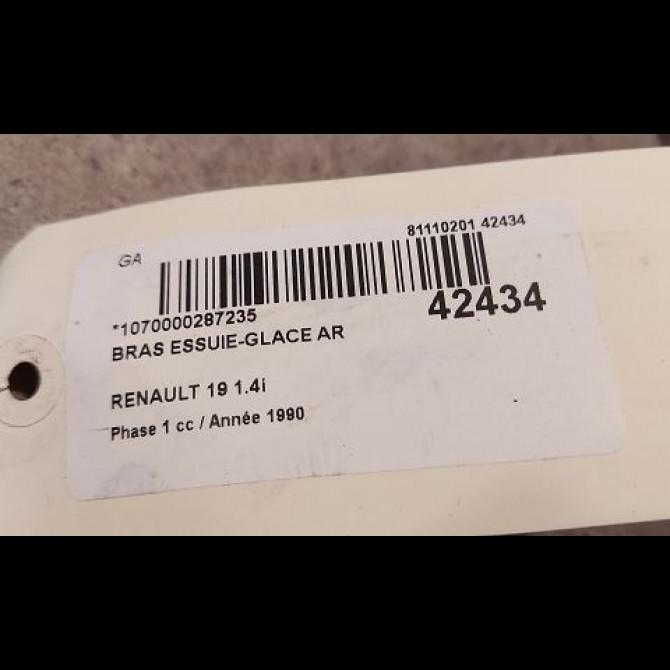 GA
81110201 42434
*1070000287235
42434
BRAS ESSUIE-GLACE AR
RENAULT 19 1.4i
Phase 1 cc / Année 1990